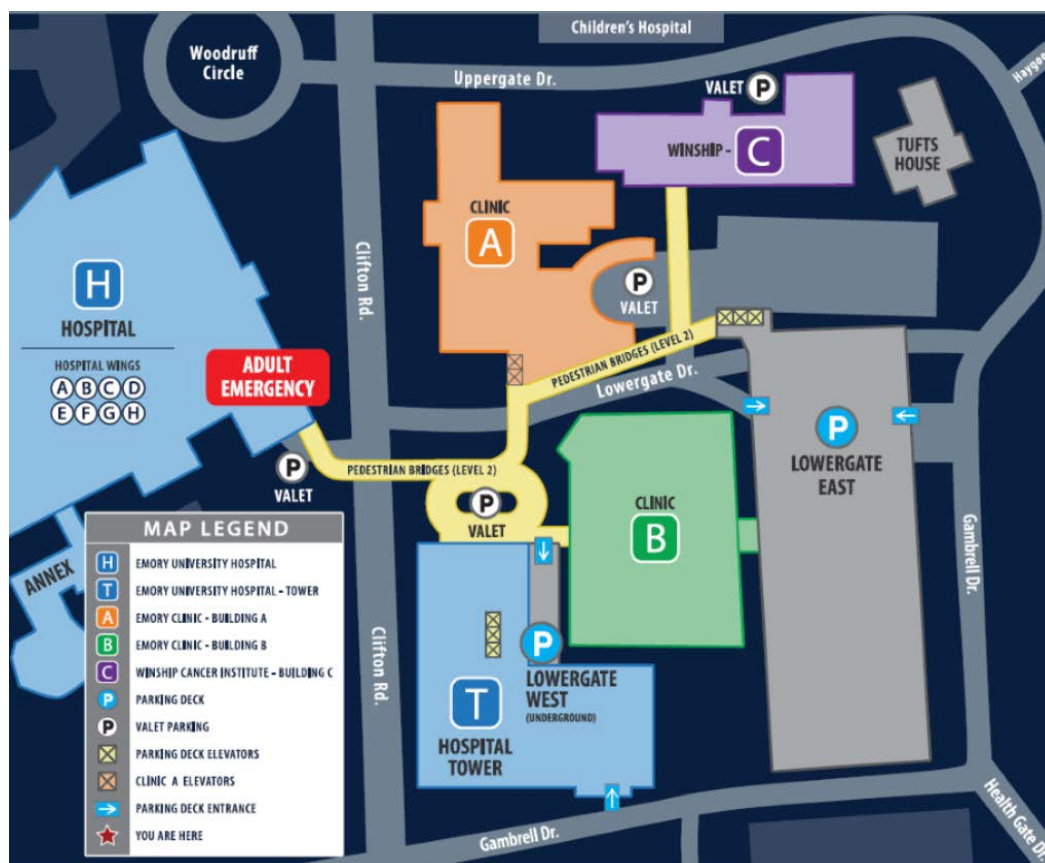 Children's Hospital
Woodruff
Circle
Uppergate Dr.
VALET P
WINSHIP - C
TUFTS
HOUSE
CLINIC
A
Clifton Rd.
P
VALET
H
HOSPITAL
HOSPITAL WINGS
A B C D
E F G H
ADULT
EMERGENCY
PEDESTRIAN BRIDGES (LEVEL 2)
Lowergate Dr.
P
LOWERGATE
EAST
P
VALET
PEDESTRIAN BRIDGES (LEVEL 2)
P
VALET
CLINIC
B
Gambrell Dr.
ANNEX
MAP LEGEND
H EMORY UNIVERSITY HOSPITAL
T EMORY UNIVERSITY HOSPITAL - TOWER
A EMORY CLINIC - BUILDING A
B EMORY CLINIC - BUILDING B
C WINSHIP CANCER INSTITUTE - BUILDING C
P PARKING DECK
P VALET PARKING
PARKING DECK ELEVATORS
CLINIC A ELEVATORS
PARKING DECK ENTRANCE
YOU ARE HERE
Clifton Rd.
P
LOWERGATE
WEST
(UNDERGROUND)
T
HOSPITAL
TOWER
Gambrell Dr.